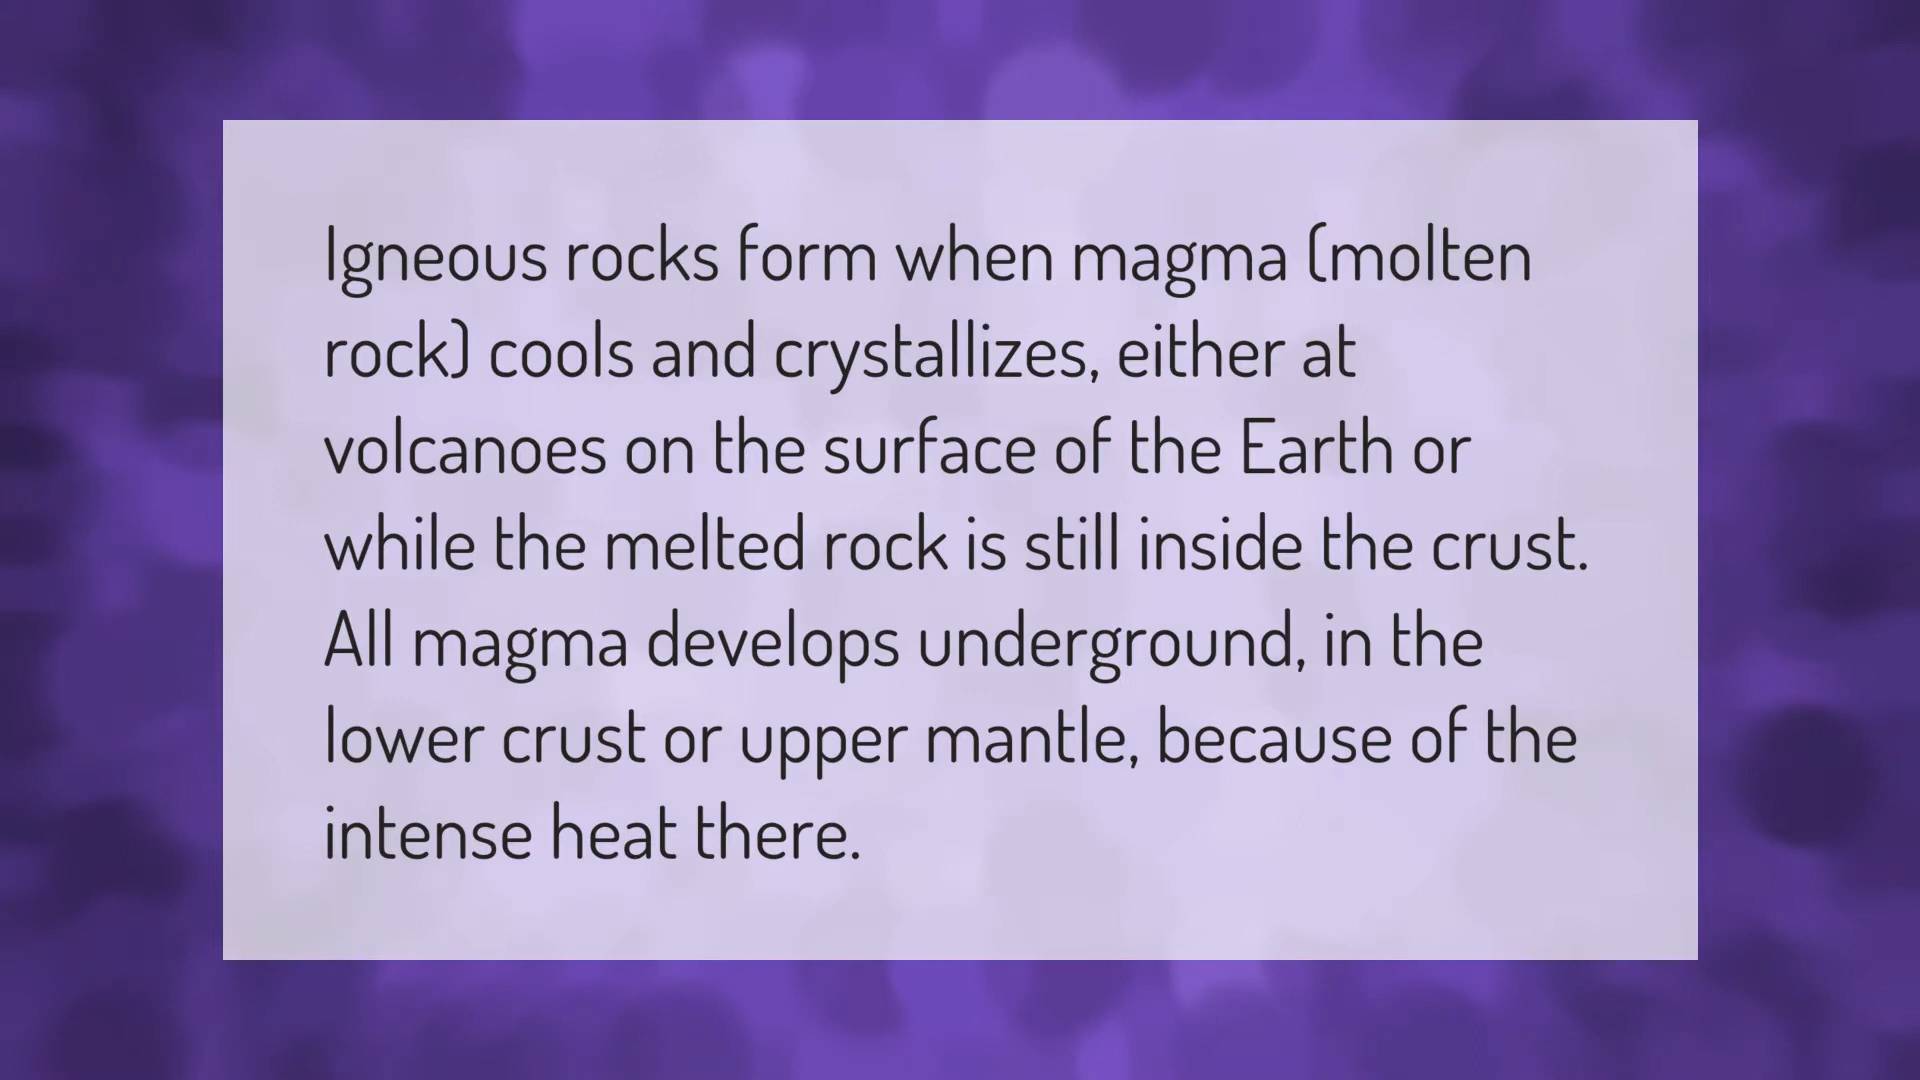 Igneous rocks form when magma (molten
rock) cools and crystallizes, either at
volcanoes on the surface of the Earth or
while the melted rock is still inside the crust.
All magma develops underground, in the
lower crust or upper mantle, because of the
intense heat there.